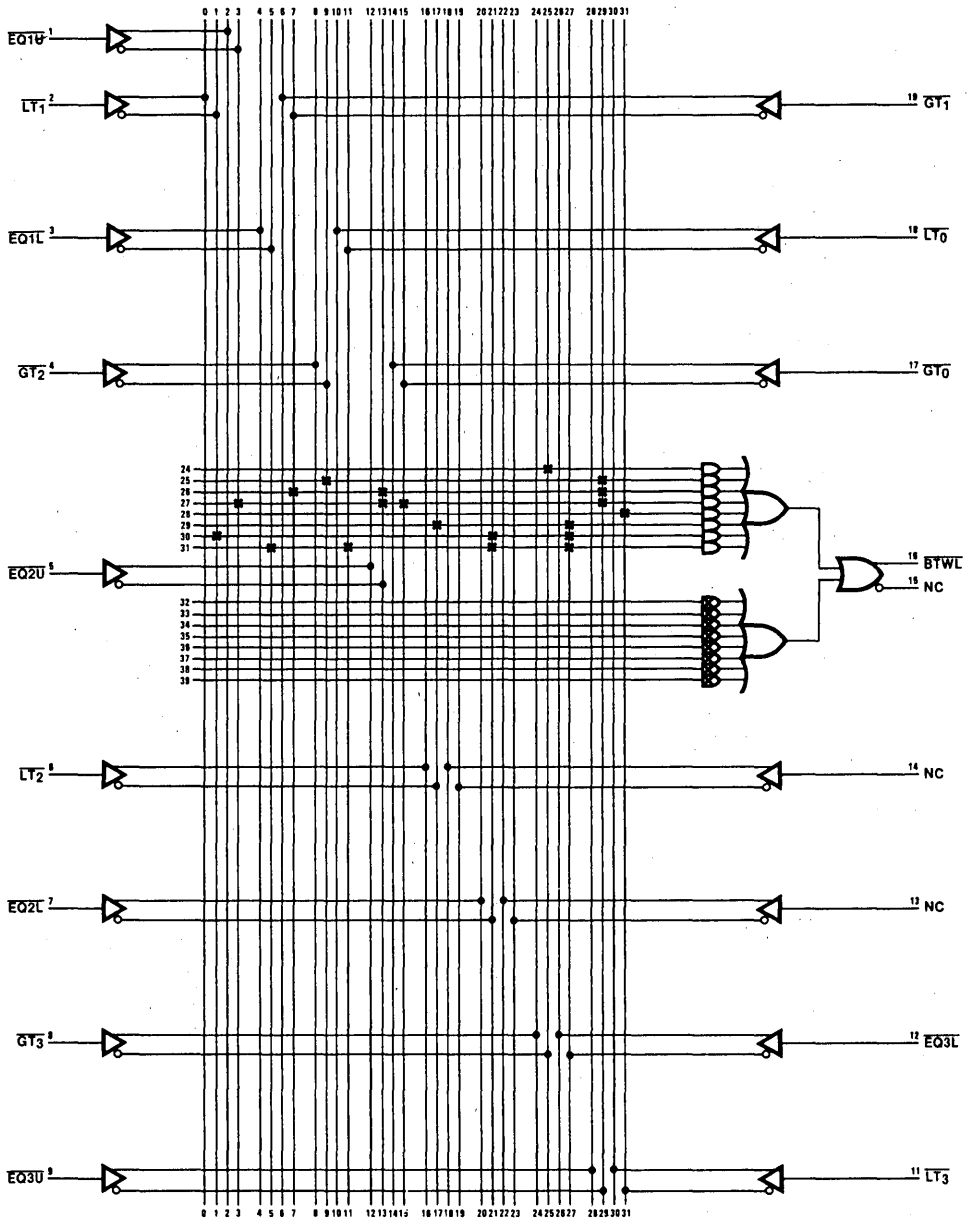 0 1 2 3 4 5 6 7 8 9 10 11 12 13 14 15 16 17 18 19 20 21 22 23 24 25 26 27 28 29 30 31
EQ1U 1
LT1 2
19 GT1
EQ1L 3
18 LT0
GT2 4
17 GT0
24
25
26
27
28
29
30
31
EQ2U 5
16 BTWL
15 NC
32
33
34
35
36
37
38
39
LT2 6
14 NC
EQ2L 7
13 NC
GT3 8
12 EQ3L
EQ3U 9
11 LT3
0 1 2 3 4 5 6 7 8 9 10 11 12 13 14 15 16 17 18 19 20 21 22 23 24 25 26 27 28 29 30 31